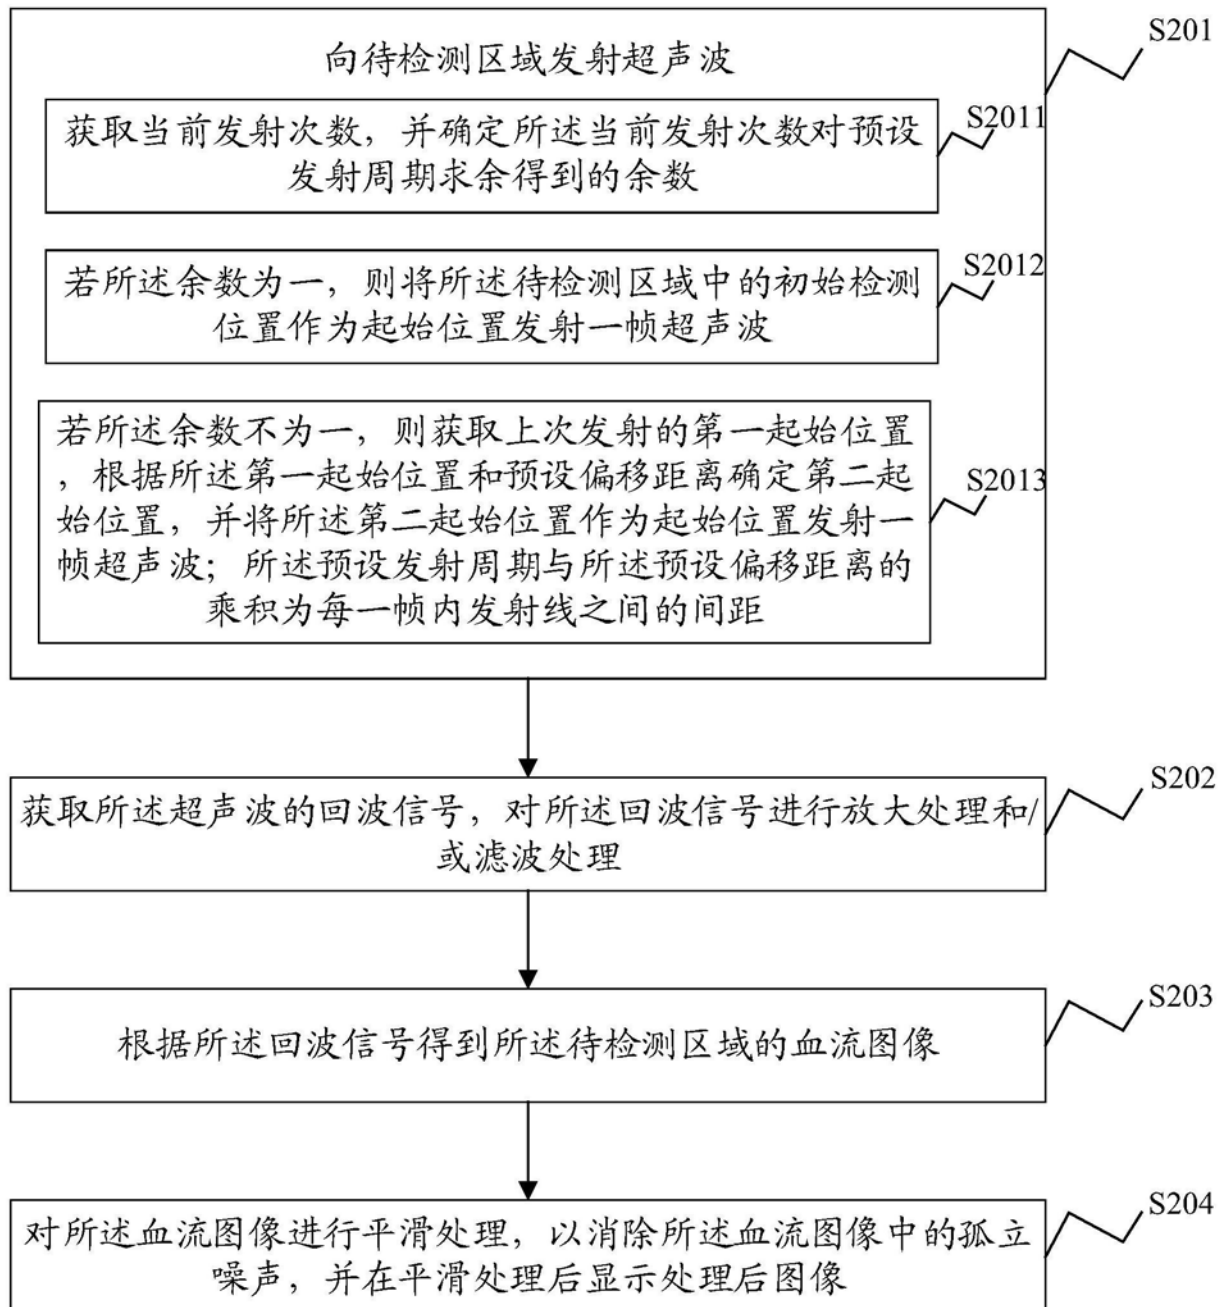 S201
向待检测区域发射超声波
S2011
获取当前发射次数，并确定所述当前发射次数对预设
发射周期求余得到的余数
S2012
若所述余数为一，则将所述待检测区域中的初始检测
位置作为起始位置发射一帧超声波
若所述余数不为一，则获取上次发射的第一起始位置
，根据所述第一起始位置和预设偏移距离确定第二起
S2013
始位置，并将所述第二起始位置作为起始位置发射一
帧超声波；所述预设发射周期与所述预设偏移距离的
乘积为每一帧内发射线之间的间距
S202
获取所述超声波的回波信号，对所述回波信号进行放大处理和/
或滤波处理
S203
根据所述回波信号得到所述待检测区域的血流图像
S204
对所述血流图像进行平滑处理，以消除所述血流图像中的孤立
噪声，并在平滑处理后显示处理后图像